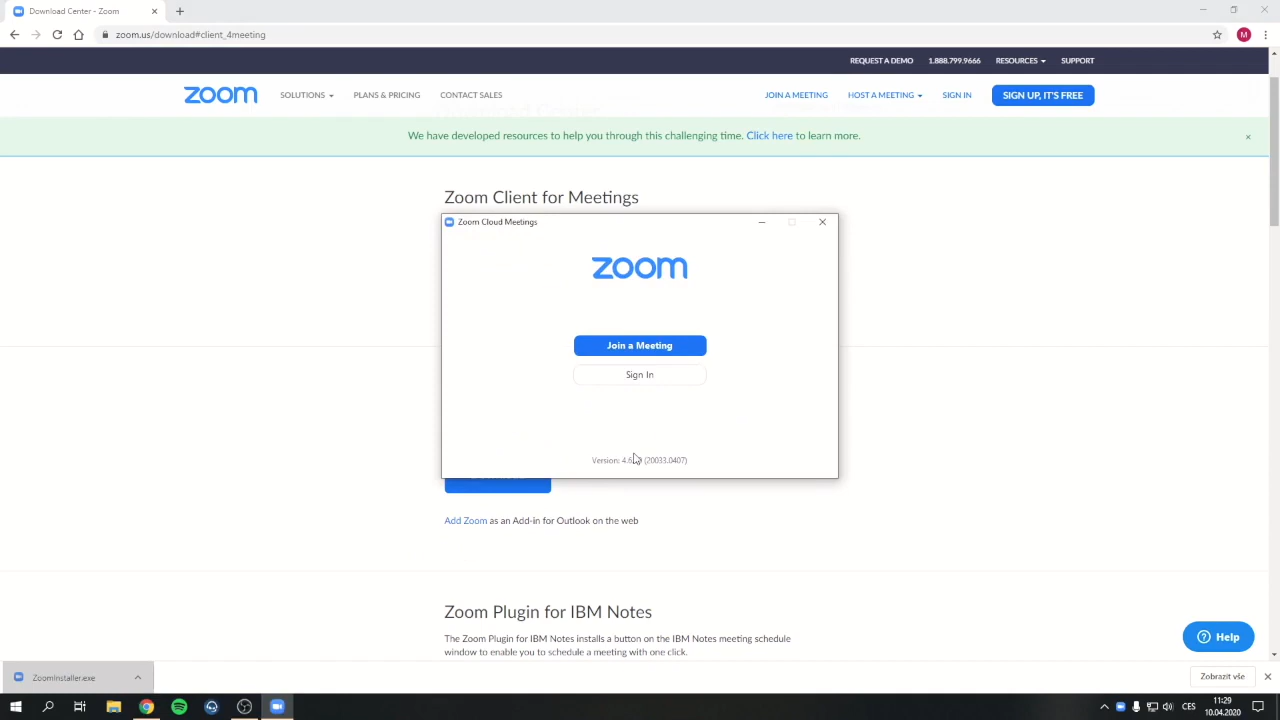 Download Center - Zoom
zoom.us/download#client_4meeting
M
REQUEST A DEMO 1.888.799.9666 RESOURCES SUPPORT
zoom SOLUTIONS PLANS & PRICING CONTACT SALES JOIN A MEETING HOST A MEETING SIGN IN SIGN UP, IT'S FREE
We have developed resources to help you through this challenging time. Click here to learn more.
Zoom Client for Meetings
Zoom Cloud Meetings
zoom
Join a Meeting
Sign In
Version: 4.6. (20033.0407)
Add Zoom as an Add-in for Outlook on the web
Zoom Plugin for IBM Notes
The Zoom Plugin for IBM Notes installs a button on the IBM Notes meeting schedule
window to enable you to schedule a meeting with one click.
Help
ZoomInstaller.exe
Zobrazit vše
CES
11:29
10.04.2020